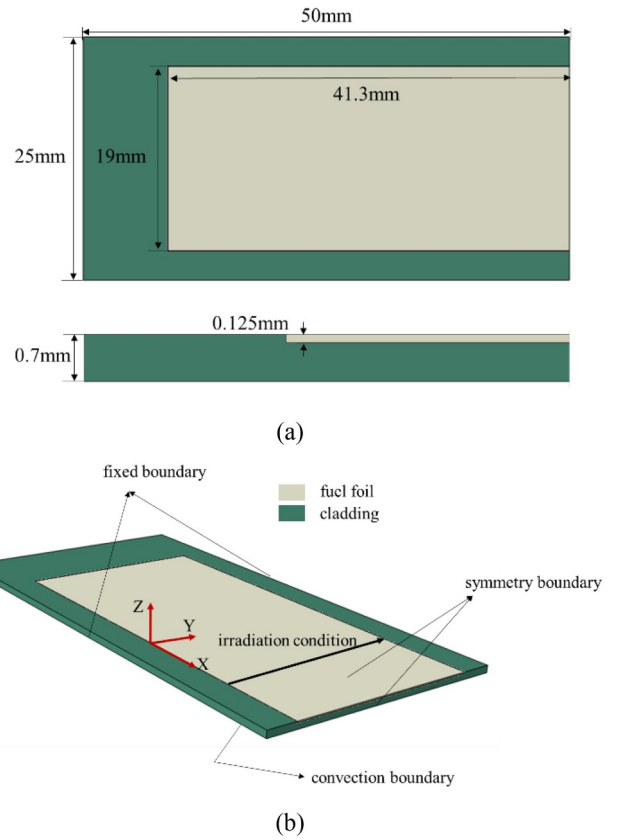 50mm
41.3mm
25mm
19mm
0.125mm
0.7mm
(a)
fixed boundary
fucl foil
cladding
symmetry boundary
Z
Y
irradiation condition
X
convection boundary
(b)